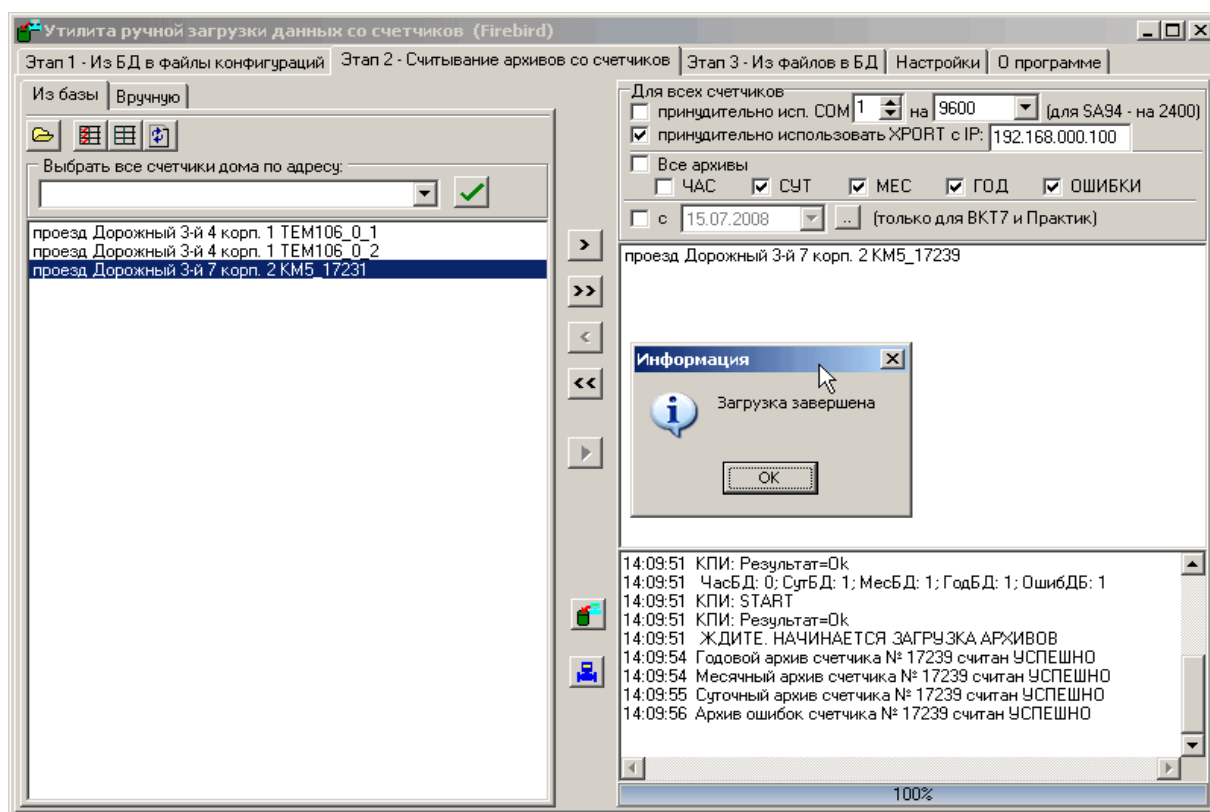 Утилита ручной загрузки данных со счетчиков (Firebird)
Этап 1 - Из БД в файлы конфигураций Этап 2 - Считывание архивов со счетчиков Этап 3 - Из файлов в БД Настройки О программе
Из базы Вручную
Выбрать все счетчики дома по адресу:
проезд Дорожный 3-й 4 корп. 1 ТЕМ106_0_1
проезд Дорожный 3-й 4 корп. 1 ТЕМ106_0_2
проезд Дорожный 3-й 7 корп. 2 КМ5_17231
>
>>
<
<<
Для всех счетчиков
принудительно исп. COM 1 на 9600 (для SA94 - на 2400)
принудительно использовать XPORT с IP: 192.168.000.100
Все архивы
ЧАС СУТ МЕС ГОД ОШИБКИ
с 15.07.2008 .. (только для ВКТ7 и Практик)
проезд Дорожный 3-й 7 корп. 2 КМ5_17239
Информация
Загрузка завершена
OK
14:09:51 КПИ: Результат=Ok
14:09:51 ЧасБД: 0; СутБД: 1; МесБД: 1; ГодБД: 1; ОшибДБ: 1
14:09:51 КПИ: START
14:09:51 КПИ: Результат=Ok
14:09:51 ЖДИТЕ. НАЧИНАЕТСЯ ЗАГРУЗКА АРХИВОВ
14:09:54 Годовой архив счетчика № 17239 считан УСПЕШНО
14:09:54 Месячный архив счетчика № 17239 считан УСПЕШНО
14:09:55 Суточный архив счетчика № 17239 считан УСПЕШНО
14:09:56 Архив ошибок счетчика № 17239 считан УСПЕШНО
100%